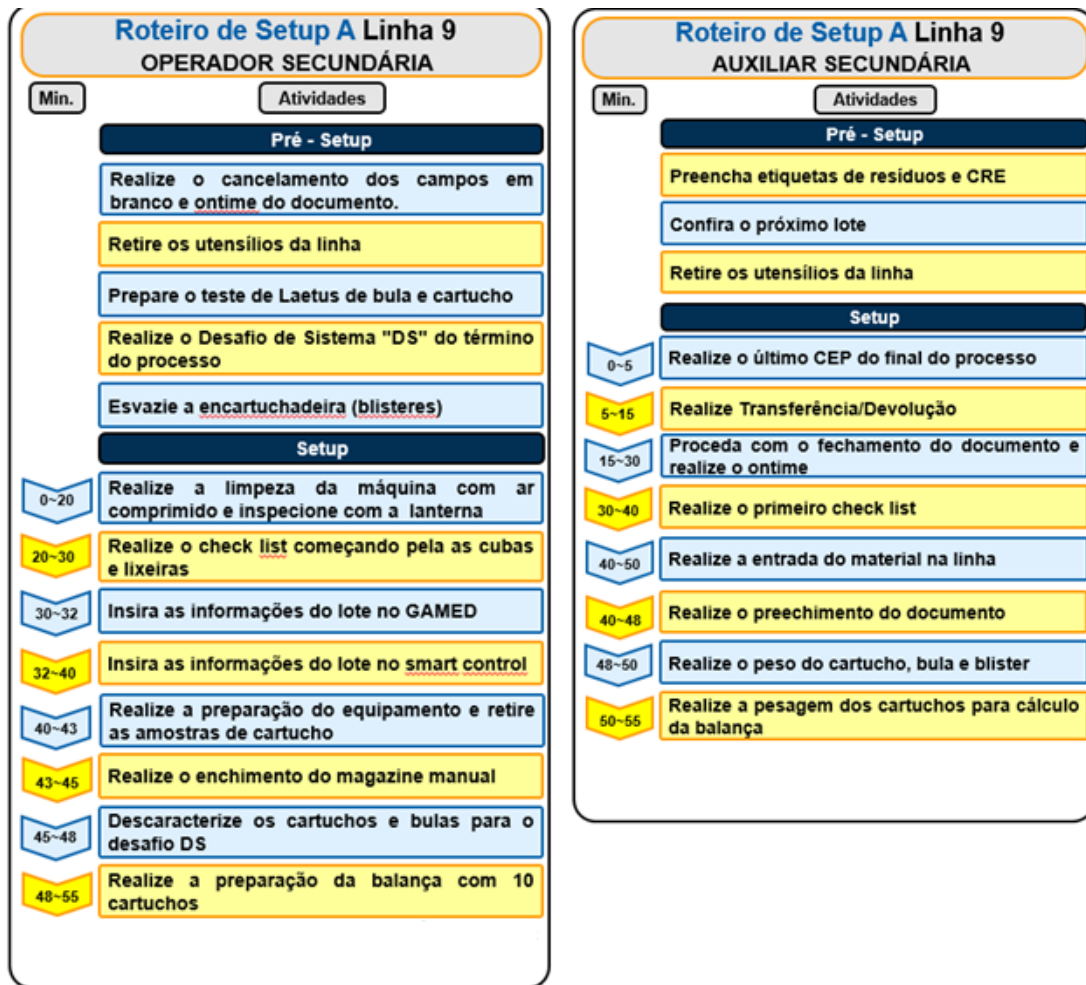 Roteiro de Setup A Linha 9
OPERADOR SECUNDÁRIA
Min.
Atividades
Pré - Setup
Realize o cancelamento dos campos em
branco e ontime do documento.
Retire os utensílios da linha
Prepare o teste de Laetus de bula e cartucho
Realize o Desafio de Sistema "DS" do término
do processo
Esvazie a encartuchadeira (blisteres)
Setup
0~20
Realize a limpeza da máquina com ar
comprimido e inspecione com a lanterna
20~30
Realize o check list começando pela as cubas
e lixeiras
30~32
Insira as informações do lote no GAMED
32~40
Insira as informações do lote no smart control
40~43
Realize a preparação do equipamento e retire
as amostras de cartucho
43~45
Realize o enchimento do magazine manual
45~48
Descaracterize os cartuchos e bulas para o
desafio DS
48~55
Realize a preparação da balança com 10
cartuchos
Roteiro de Setup A Linha 9
AUXILIAR SECUNDÁRIA
Min.
Atividades
Pré - Setup
Preencha etiquetas de resíduos e CRE
Confira o próximo lote
Retire os utensílios da linha
Setup
0~5
Realize o último CEP do final do processo
5~15
Realize Transferência/Devolução
15~30
Proceda com o fechamento do documento e
realize o ontime
30~40
Realize o primeiro check list
40~50
Realize a entrada do material na linha
40~48
Realize o preechimento do documento
48~50
Realize o peso do cartucho, bula e blister
50~55
Realize a pesagem dos cartuchos para cálculo
da balança